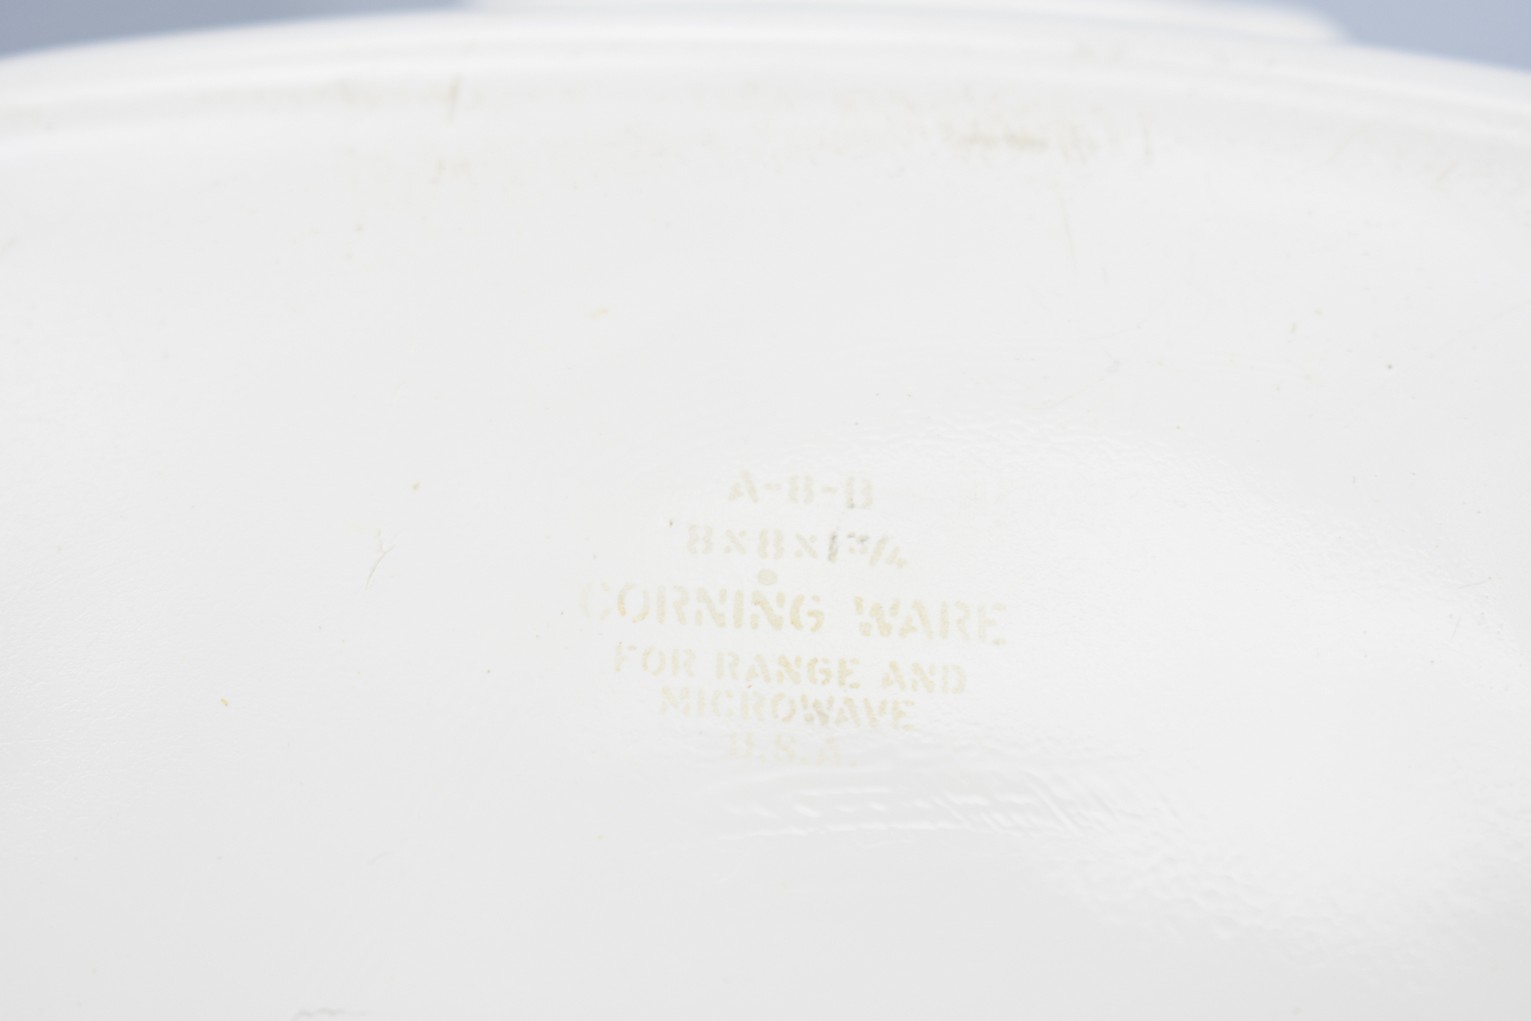 A-8-B
8x8x1¾
CORNING WARE
FOR RANGE AND
MICROWAVE
U.S.A.